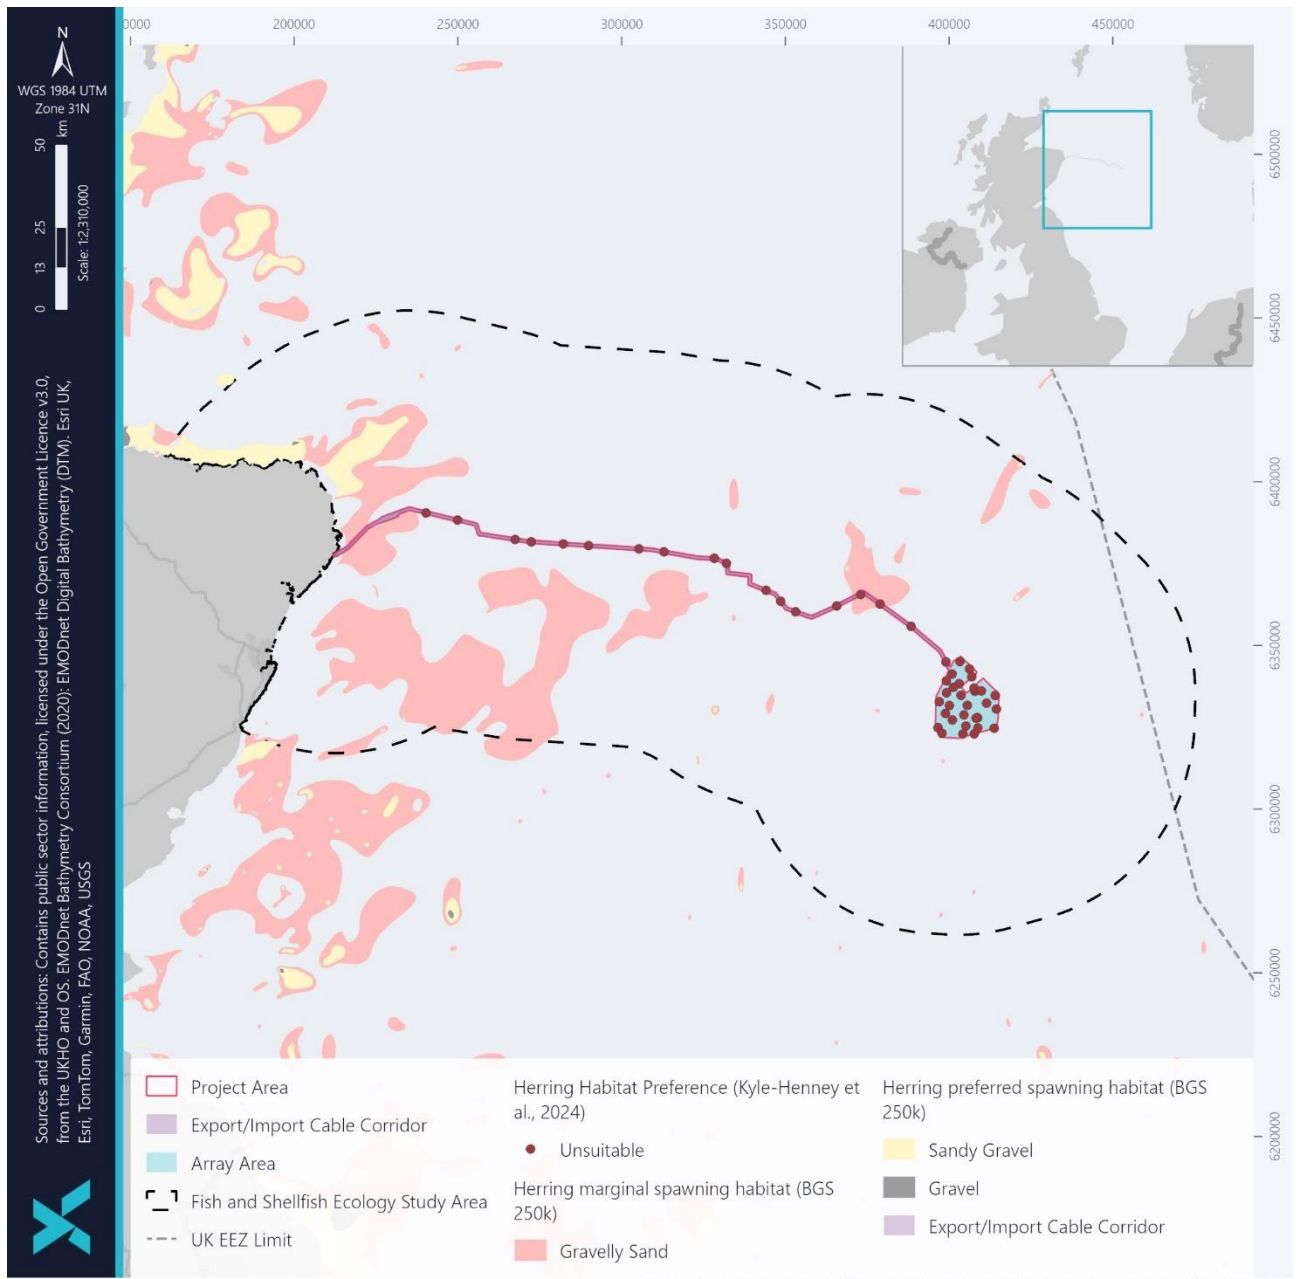 0000
200000
250000
300000
350000
400000
450000
N
WGS 1984 UTM
Zone 31N
0
13
25
50
km
Scale: 1:2,310,000
Sources and attributions: Contains public sector information, licensed under the Open Government Licence v3.0,
from the UKHO and OS. EMODnet Bathymetry Consortium (2020): EMODnet Digital Bathymetry (DTM). Esri UK,
Esri, TomTom, Garmin, FAO, NOAA, USGS
6500000
6450000
6400000
6350000
6300000
6250000
6200000
Project Area
Export/Import Cable Corridor
Array Area
Fish and Shellfish Ecology Study Area
UK EEZ Limit
Herring Habitat Preference (Kyle-Henney et
al., 2024)
Unsuitable
Herring marginal spawning habitat (BGS
250k)
Gravelly Sand
Herring preferred spawning habitat (BGS
250k)
Sandy Gravel
Gravel
Export/Import Cable Corridor